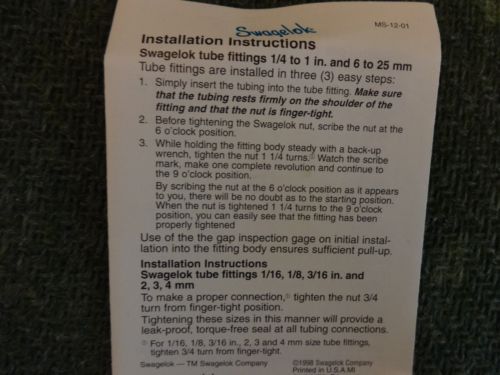 Swagelok
MS-12-01
Installation Instructions
Swagelok tube fittings 1/4 to 1 in. and 6 to 25 mm
Tube fittings are installed in three (3) easy steps:
1. Simply insert the tubing into the tube fitting. Make sure
that the tubing rests firmly on the shoulder of the
fitting and that the nut is finger-tight.
2. Before tightening the Swagelok nut, scribe the nut at the
6 o'clock position.
3. While holding the fitting body steady with a back-up
wrench, tighten the nut 1 1/4 turns.① Watch the scribe
mark, make one complete revolution and continue to
the 9 o'clock position.
By scribing the nut at the 6 o'clock position as it appears
to you, there will be no doubt as to the starting position.
When the nut is tightened 1 1/4 turns to the 9 o'clock
position, you can easily see that the fitting has been
properly tightened
Use of the the gap inspection gage on initial instal-
lation into the fitting body ensures sufficient pull-up.
Installation Instructions
Swagelok tube fittings 1/16, 1/8, 3/16 in. and
2, 3, 4 mm
To make a proper connection,① tighten the nut 3/4
turn from finger-tight position.
Tightening these sizes in this manner will provide a
leak-proof, torque-free seal at all tubing connections.
① For 1/16, 1/8, 3/16 in., 2, 3 and 4 mm size tube fittings,
tighten 3/4 turn from finger-tight.
Swagelok — TM Swagelok Company
©1998 Swagelok Company
Printed in U.S.A.MI